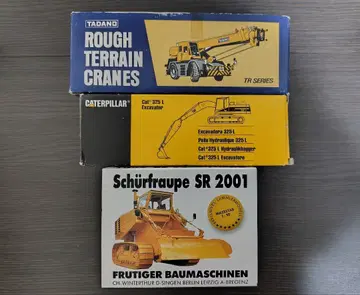 TADANO
ROUGH
TERRAIN
CRANES
TR SERIES
CATERPILLAR
Cat® 325 L
Excavator
Excavatora 325 L
Pelle Hydraulique 325 L
Cat® 325 L Hydraulikbagger
Cat® 325 L Excavatore
Schürfraupe SR 2001
FRUTIGER BAUMASCHINEN
CH-WINTERTHUR D-SINGEN BERLIN LEIPZIG A-BREGENZ